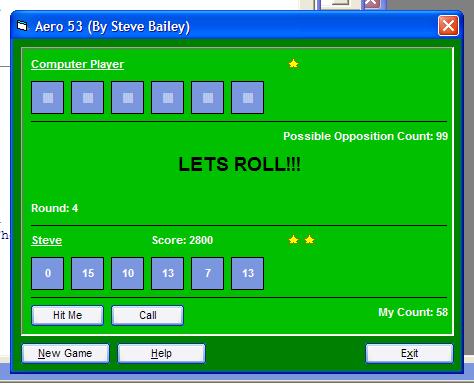 Aero 53 (By Steve Bailey)
Computer Player
Possible Opposition Count: 99
LETS ROLL!!!
Round: 4
Steve Score: 2800
0 15 10 13 7 13
Hit Me Call
My Count: 58
New Game Help Exit